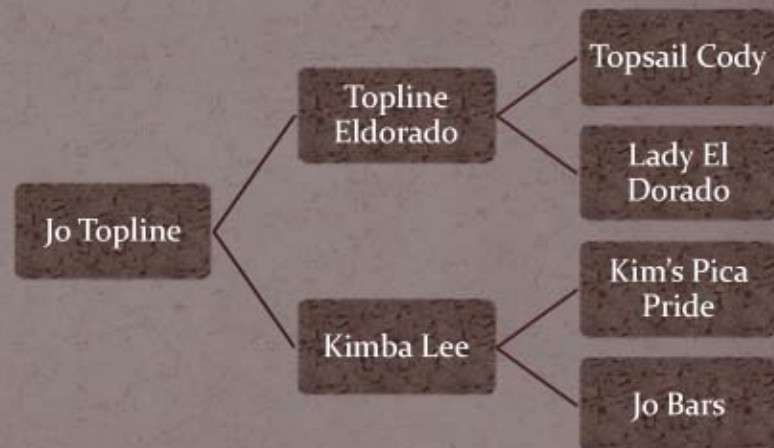 Jo Topline
Topline
Eldorado
Kimba Lee
Topsail Cody
Lady El
Dorado
Kim's Pica
Pride
Jo Bars